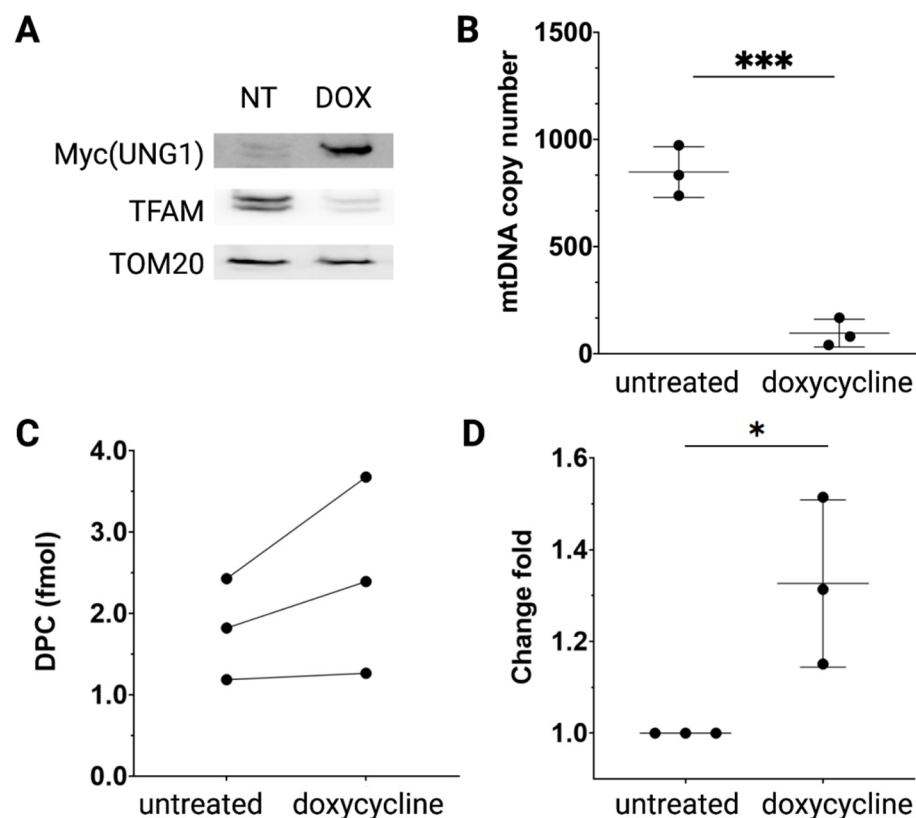 A
NT DOX
Myc(UNG1)
TFAM
TOM20
B
***
1500
1000
500
0
mtDNA copy number
untreated doxycycline
C
4.0
3.0
2.0
1.0
0.0
DPC (fmol)
untreated doxycycline
D
*
1.6
1.4
1.2
1.0
Change fold
untreated doxycycline